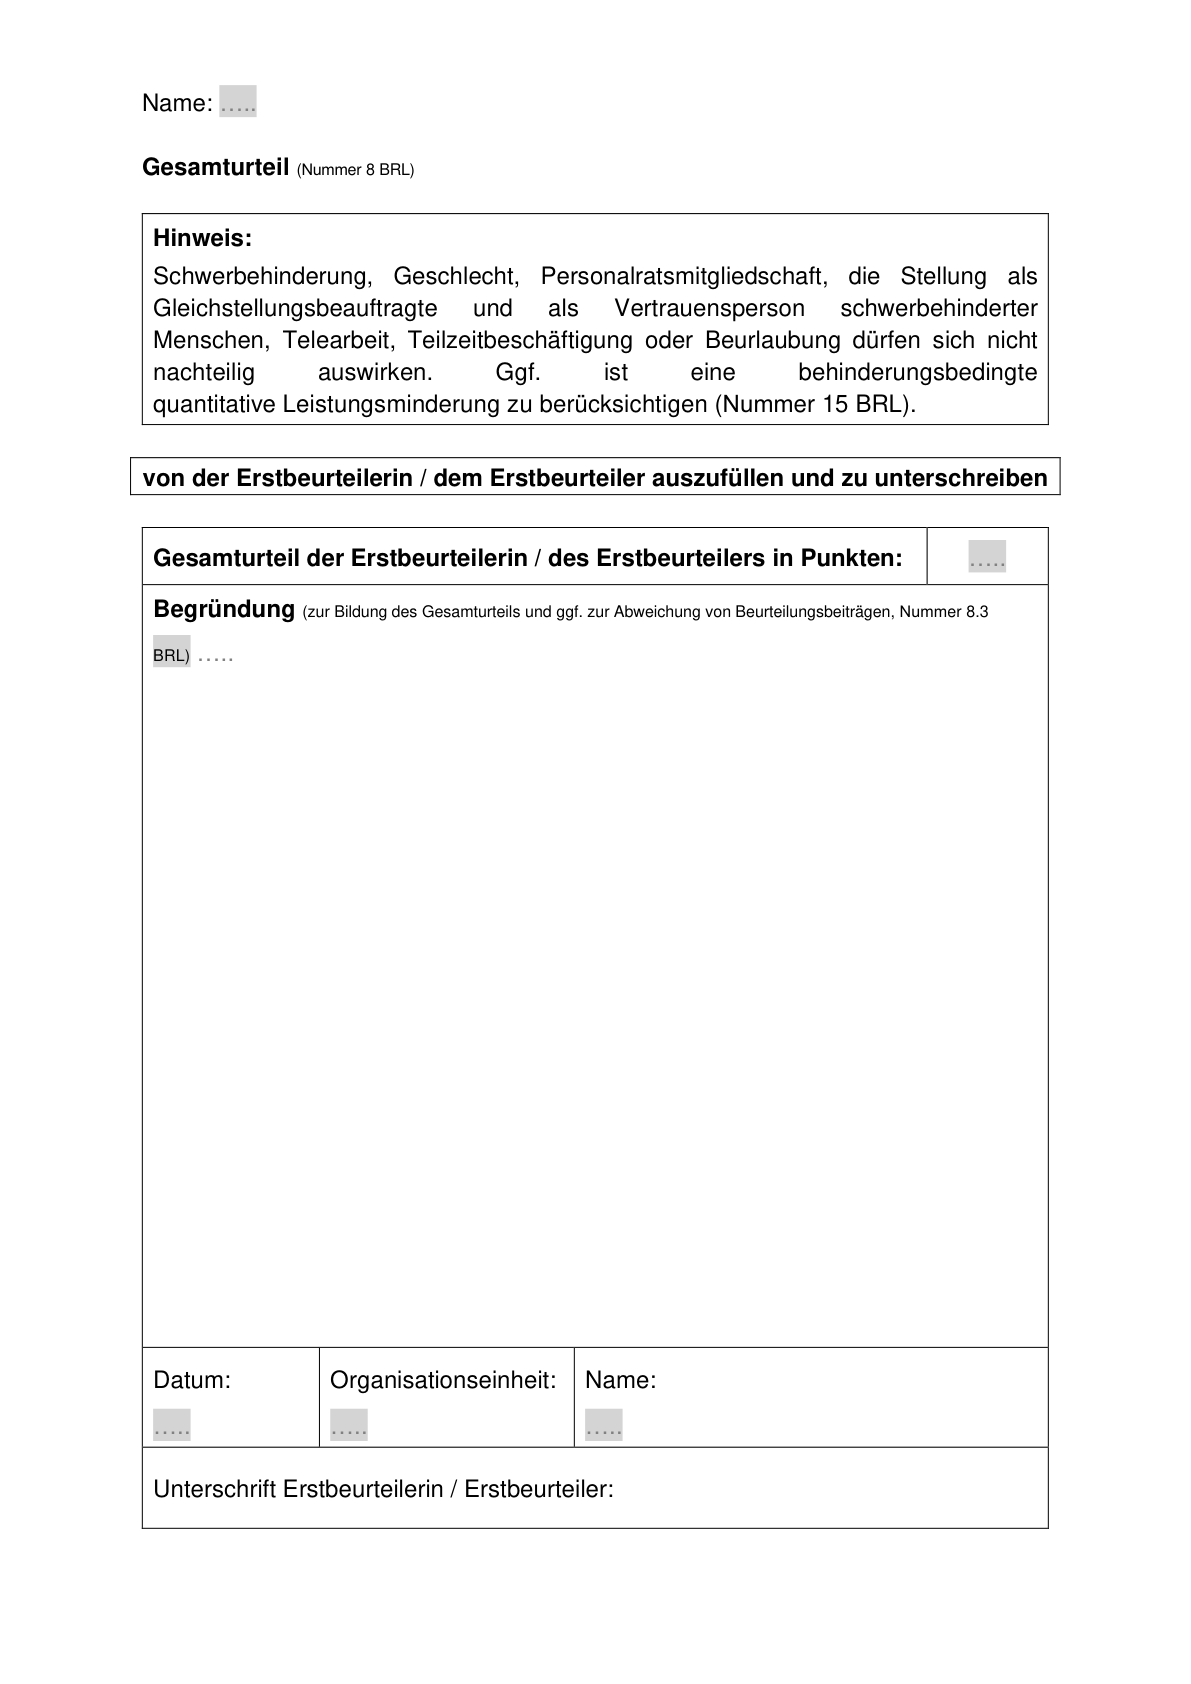 Name: .....
Gesamturteil (Nummer 8 BRL)
Hinweis:
Schwerbehinderung, Geschlecht, Personalratsmitgliedschaft, die Stellung als
Gleichstellungsbeauftragte und als Vertrauensperson schwerbehinderter
Menschen, Telearbeit, Teilzeitbeschäftigung oder Beurlaubung dürfen sich nicht
nachteilig auswirken. Ggf. ist eine behinderungsbedingte
quantitative Leistungsminderung zu berücksichtigen (Nummer 15 BRL).
von der Erstbeurteilerin / dem Erstbeurteiler auszufüllen und zu unterschreiben
Gesamturteil der Erstbeurteilerin / des Erstbeurteilers in Punkten: .....
Begründung (zur Bildung des Gesamturteils und ggf. zur Abweichung von Beurteilungsbeiträgen, Nummer 8.3
BRL) .....
Datum: Organisationseinheit: Name:
..... ..... .....
Unterschrift Erstbeurteilerin / Erstbeurteiler: